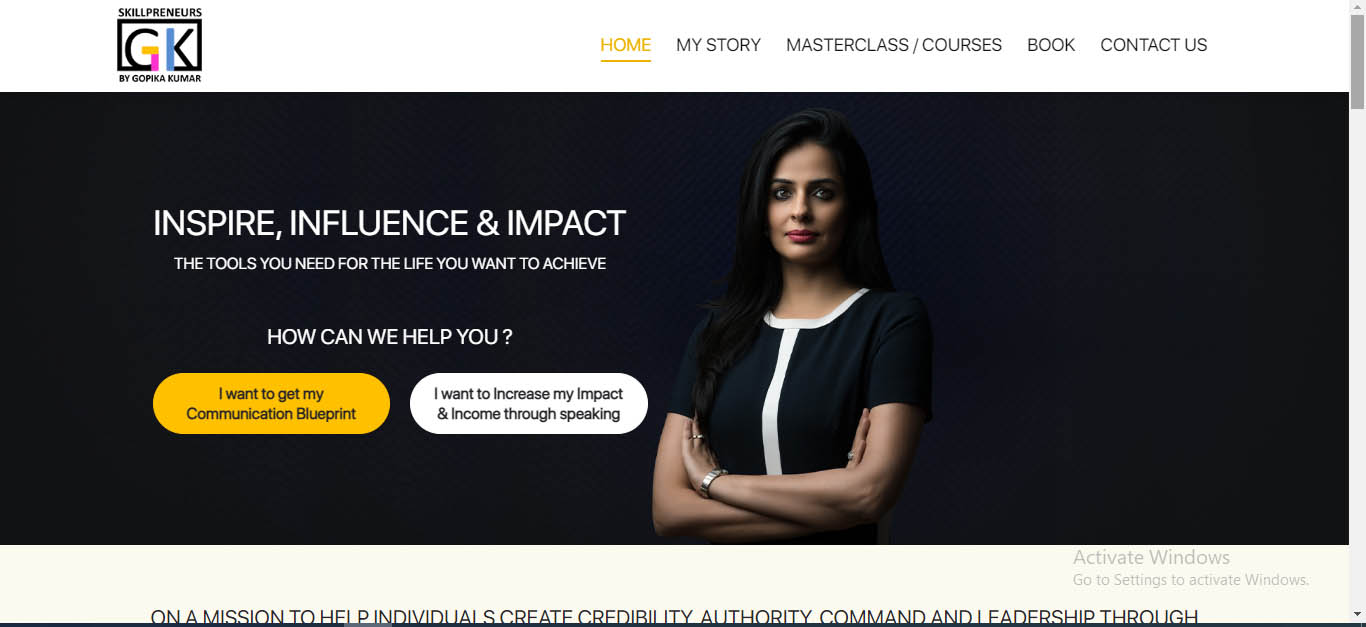 SKILLPRENEURS
GK
BY GOPIKA KUMAR
HOME MY STORY MASTERCLASS / COURSES BOOK CONTACT US
INSPIRE, INFLUENCE & IMPACT
THE TOOLS YOU NEED FOR THE LIFE YOU WANT TO ACHIEVE
HOW CAN WE HELP YOU ?
I want to get my
Communication Blueprint
I want to Increase my Impact
& Income through speaking
Activate Windows
Go to Settings to activate Windows.
ON A MISSION TO HELP INDIVIDUALS CREATE CREDIBILITY, AUTHORITY, COMMAND AND LEADERSHIP THROUGH